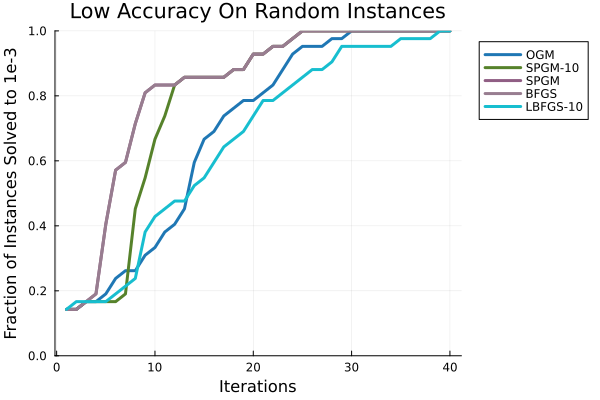 Low Accuracy On Random Instances
Fraction of Instances Solved to 1e-3
1.0
0.8
0.6
0.4
0.2
0.0
0
10
20
30
40
Iterations
OGM
SPGM-10
SPGM
BFGS
LBFGS-10